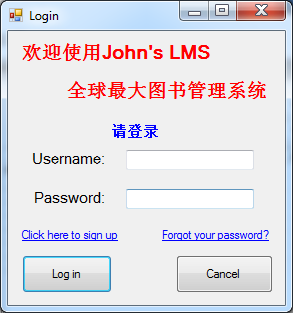 Login
欢迎使用John's LMS
全球最大图书管理系统
请登录
Username:
Password:
Click here to sign up Forgot your password?
Log in Cancel